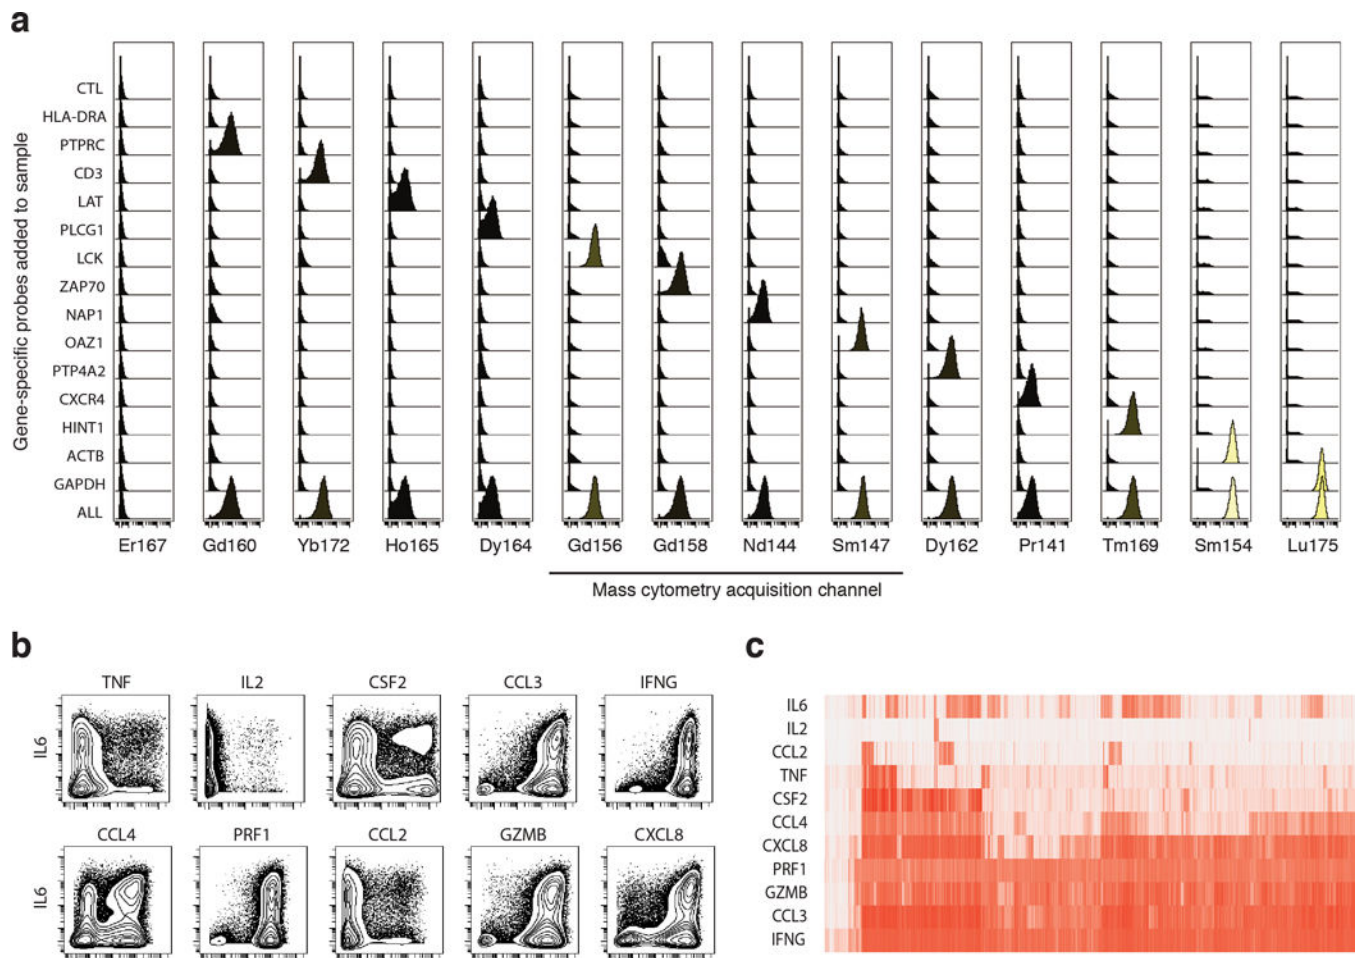 a
Gene-specific probes added to sample
CTL
HLA-DRA
PTPRC
CD3
LAT
PLCG1
LCK
ZAP70
NAP1
OAZ1
PTP4A2
CXCR4
HINT1
ACTB
GAPDH
ALL
Er167 Gd160 Yb172 Ho165 Dy164 Gd156 Gd158 Nd144 Sm147 Dy162 Pr141 Tm169 Sm154 Lu175
Mass cytometry acquisition channel
b
TNF IL2 CSF2 CCL3 IFNG
IL6
CCL4 PRF1 CCL2 GZMB CXCL8
IL6
c
IL6
IL2
CCL2
TNF
CSF2
CCL4
CXCL8
PRF1
GZMB
CCL3
IFNG